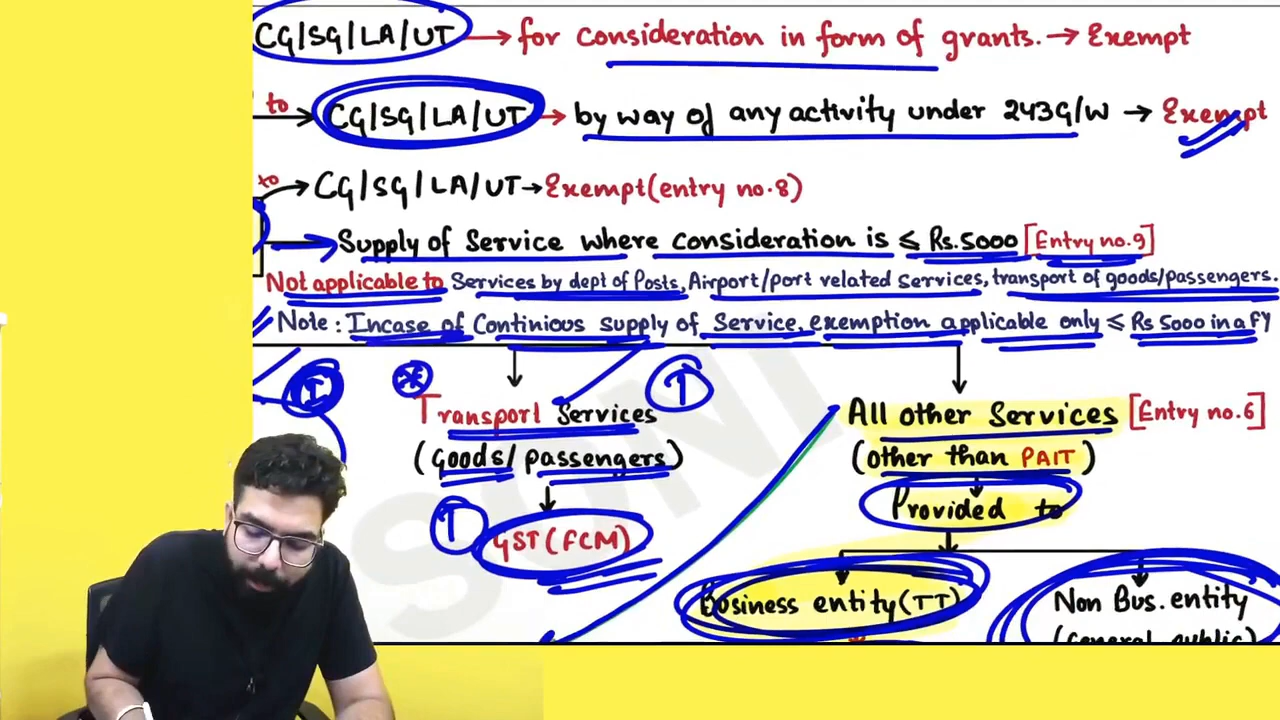 CG/SG/LA/UT → for consideration in form of grants. → Exempt
to → CG/SG/LA/UT → by way of any activity under 243G/W → Exempt
to → CG/SG/LA/UT → Exempt (entry no.8)
→ Supply of Service where consideration is ≤ Rs.5000 [Entry no.9]
Not applicable to Services by dept of Posts, Airport/port related Services, transport of goods/passengers.
Note : Incase of Continious supply of Service, exemption applicable only ≤ Rs 5000 in a FY
I * T
Transport Services
(Goods/passengers)
T
GST (FCM)
All other Services [Entry no.6]
(other than PAIT)
Provided to
Business entity (TT)
Non Bus. entity
(General public)
SONI